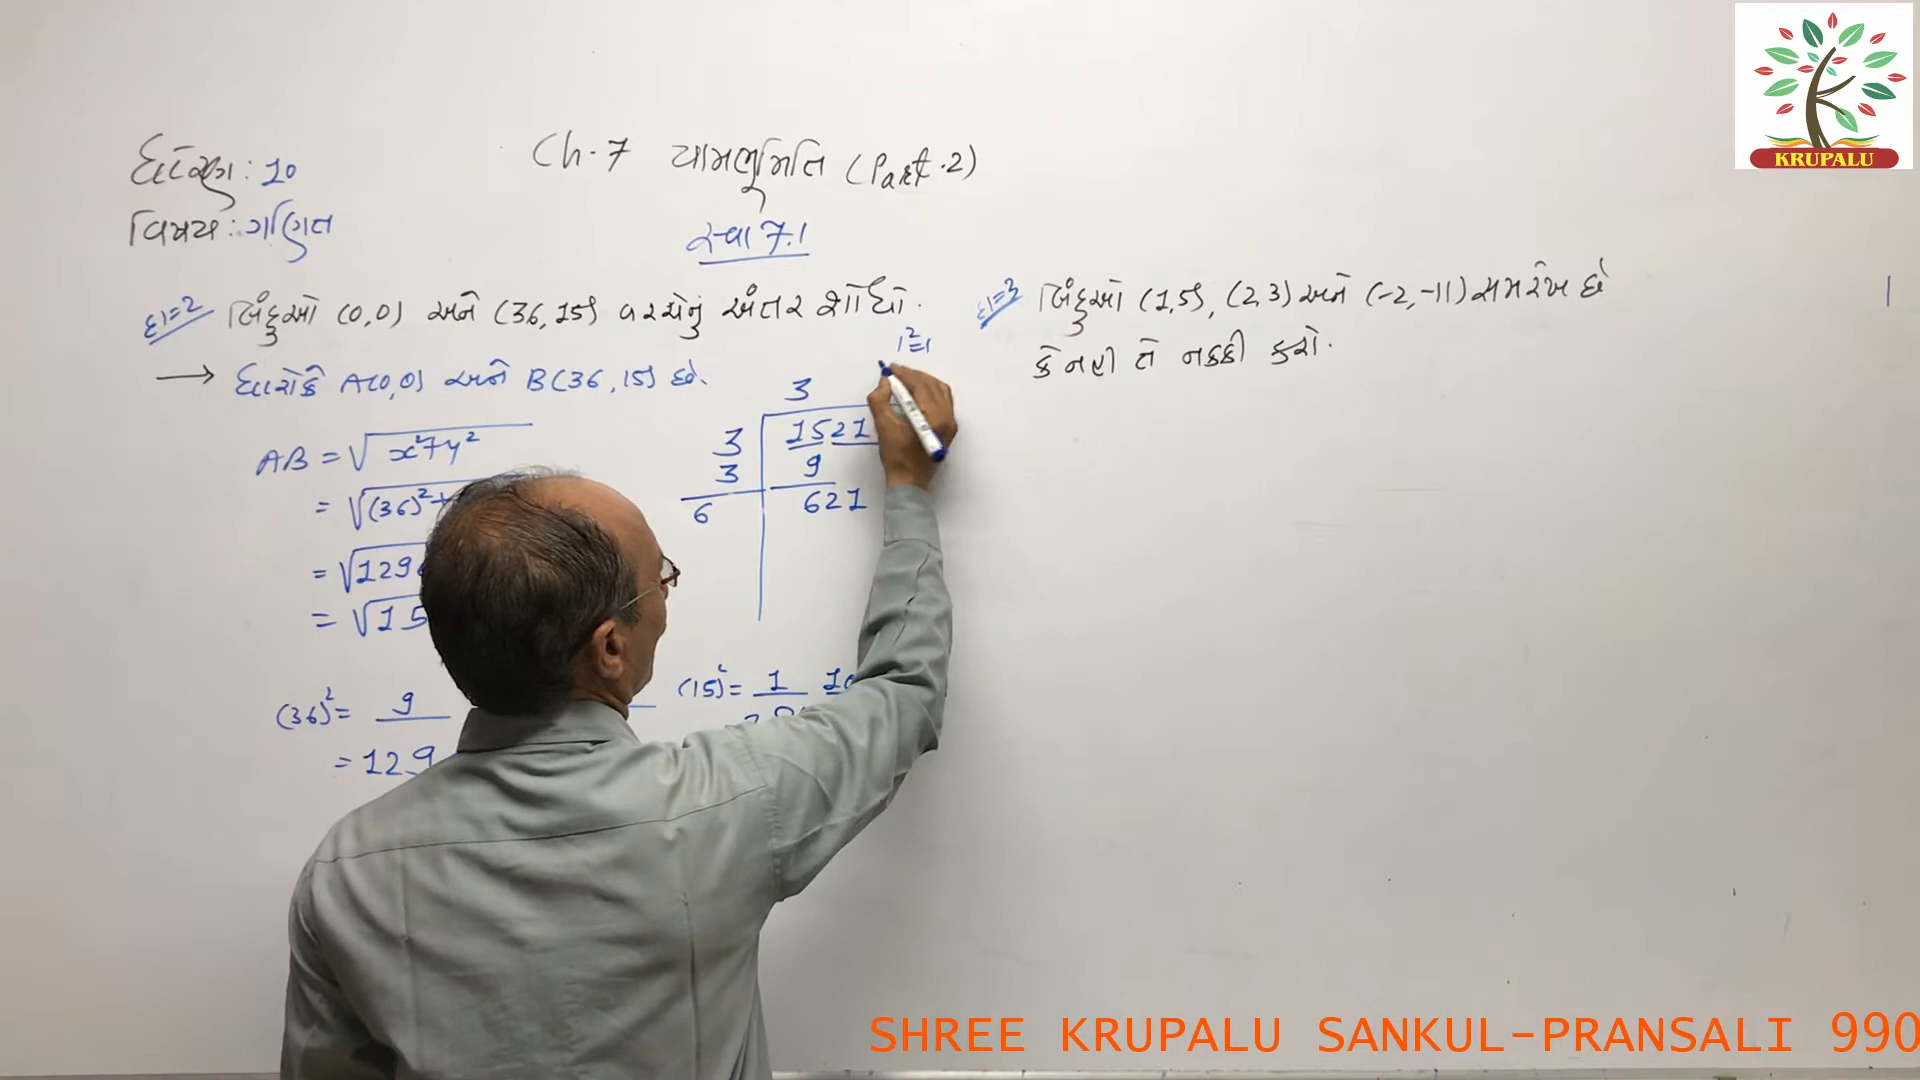 ધોરણ : 10
વિષય : ગણિત
Ch-7 યામભૂમિતિ (Part-2)
સ્વા 7.1
દા=2 બિંદુઓ (0,0) અને (36,15) વચ્ચેનું અંતર શોધો.
→ ધારોકે A(0,0) અને B(36,15) છે.
AB = √x²+y²
= √(36)²+
= √129
= √15
(36)² = 9
= 129
1²=1
3
3 1521
3 9
6 621
(15)² = 1 10
દા=3 બિંદુઓ (1,5), (2,3) અને (-2,-11) સમરેખ છે
કે નહી તે નક્કી કરો.
KRUPALU
SHREE KRUPALU SANKUL-PRANSALI 990